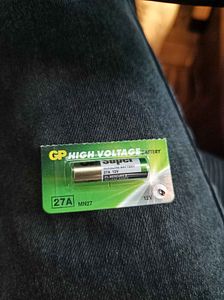 GP HIGH VOLTAGE BATTERY
Super
27A 12V
27A MN27 12V